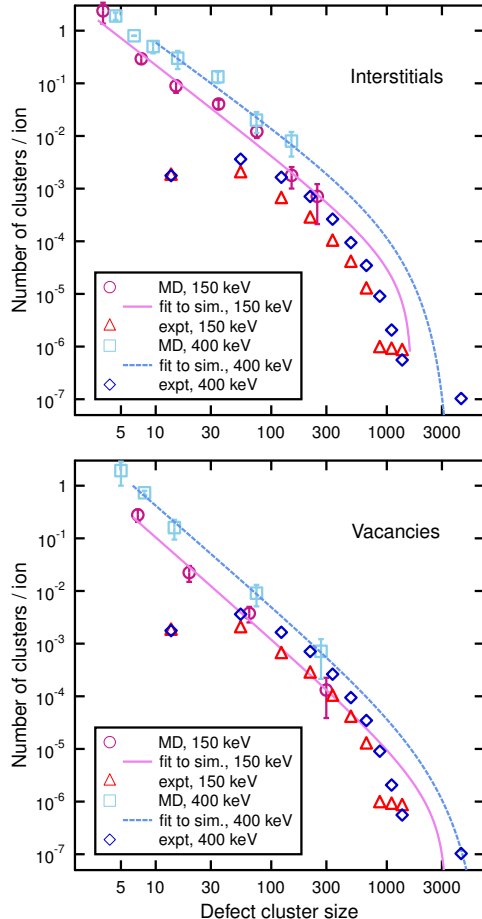 1
10-1
10-2
10-3
10-4
10-5
10-6
10-7
Number of clusters / ion
Interstitials
MD, 150 keV
fit to sim., 150 keV
expt, 150 keV
MD, 400 keV
fit to sim., 400 keV
expt, 400 keV
5 10 30 100 300 1000 3000
1
10-1
10-2
10-3
10-4
10-5
10-6
10-7
Number of clusters / ion
Vacancies
MD, 150 keV
fit to sim., 150 keV
expt, 150 keV
MD, 400 keV
fit to sim., 400 keV
expt, 400 keV
5 10 30 100 300 1000 3000
Defect cluster size